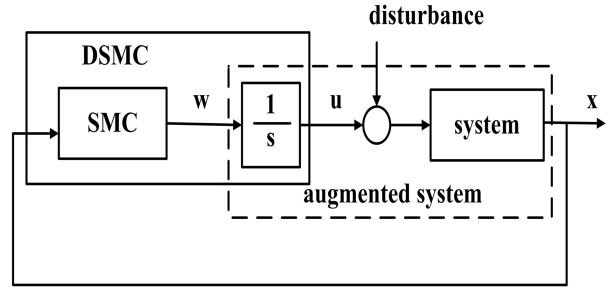 disturbance
DSMC
SMC
w
1
s
u
system
x
augmented system